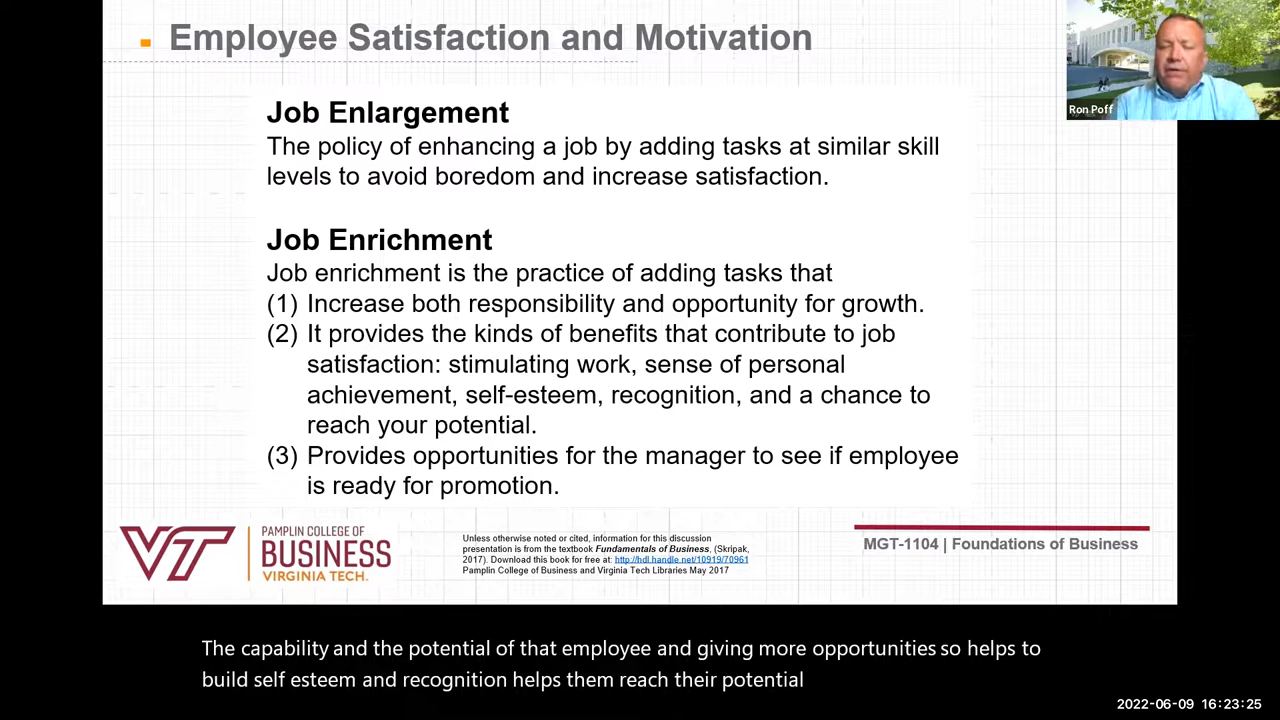 ▪ Employee Satisfaction and Motivation
Ron Poff
Job Enlargement
The policy of enhancing a job by adding tasks at similar skill
levels to avoid boredom and increase satisfaction.
Job Enrichment
Job enrichment is the practice of adding tasks that
(1) Increase both responsibility and opportunity for growth.
(2) It provides the kinds of benefits that contribute to job
satisfaction: stimulating work, sense of personal
achievement, self-esteem, recognition, and a chance to
reach your potential.
(3) Provides opportunities for the manager to see if employee
is ready for promotion.
VT
PAMPLIN COLLEGE OF
BUSINESS
VIRGINIA TECH.
Unless otherwise noted or cited, information for this discussion
presentation is from the textbook Fundamentals of Business, (Skripak,
2017). Download this book for free at: http://hdl.handle.net/10919/70961
Pamplin College of Business and Virginia Tech Libraries May 2017
MGT-1104 | Foundations of Business
The capability and the potential of that employee and giving more opportunities so helps to
build self esteem and recognition helps them reach their potential
2022-06-09 16:23:25